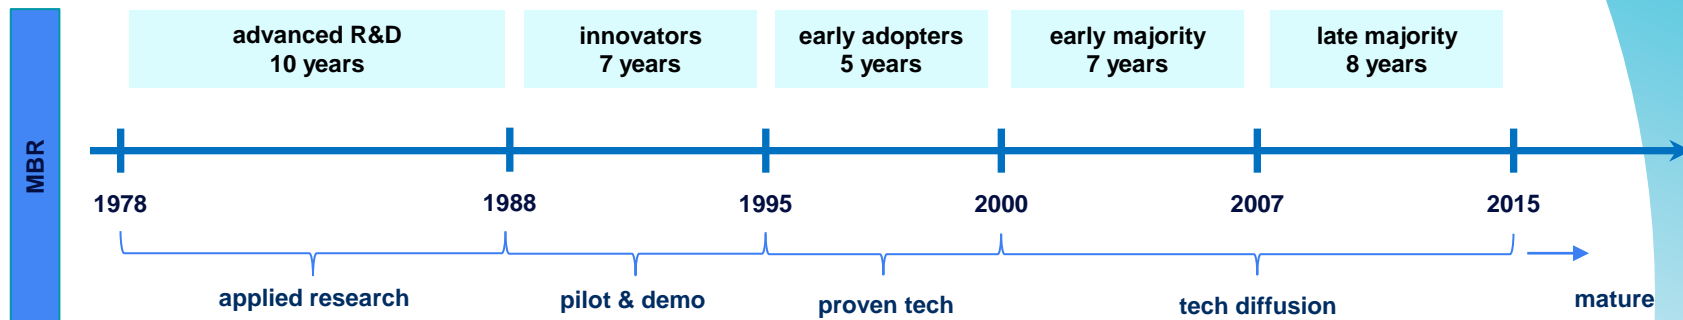 MBR
advanced R&D
10 years
innovators
7 years
early adopters
5 years
early majority
7 years
late majority
8 years
1978
1988
1995
2000
2007
2015
applied research
pilot & demo
proven tech
tech diffusion
mature